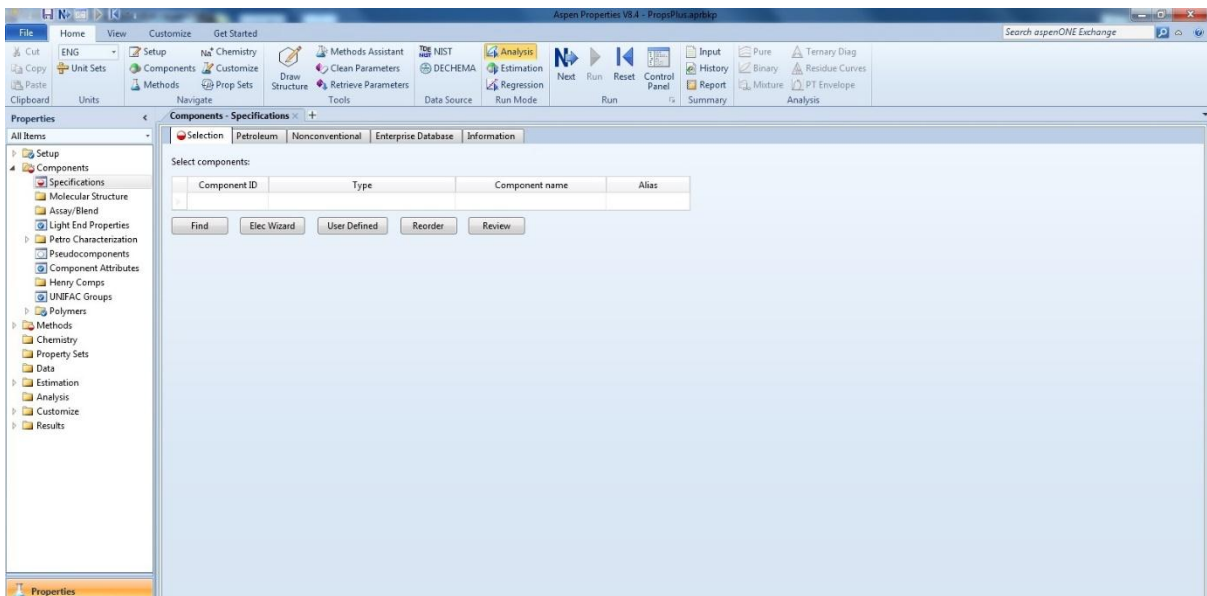 Aspen Properties V8.4 - PropsPlus.aprbkp
File Home View Customize Get Started Search aspenONE Exchange
Cut ENG Setup Na+ Chemistry Methods Assistant TDE NIST Analysis Input Pure Ternary Diag
Copy Unit Sets Components Customize Clean Parameters DECHEMA Estimation History Binary Residue Curves
Paste Methods Prop Sets Draw Structure Retrieve Parameters Regression Next Run Reset Control Panel Report Mixture PT Envelope
Clipboard Units Navigate Tools Data Source Run Mode Run Summary Analysis
Properties
All Items
Setup
Components
Specifications
Molecular Structure
Assay/Blend
Light End Properties
Petro Characterization
Pseudocomponents
Component Attributes
Henry Comps
UNIFAC Groups
Polymers
Methods
Chemistry
Property Sets
Data
Estimation
Analysis
Customize
Results
Properties
Components - Specifications
Selection Petroleum Nonconventional Enterprise Database Information
Select components:
Component ID Type Component name Alias
Find Elec Wizard User Defined Reorder Review